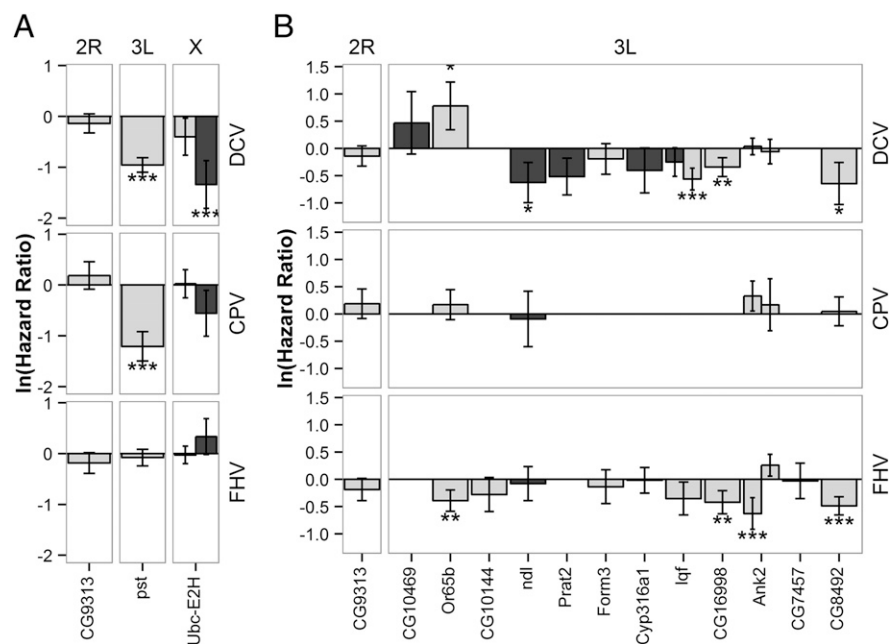 A
B
2R 3L X
2R 3L
ln(Hazard Ratio)
1
0
-1
-2
DCV
***
***
1
0
-1
-2
CPV
***
1
0
-1
-2
FHV
CG9313
pst
Ubc-E2H
ln(Hazard Ratio)
1.5
1.0
0.5
0.0
-0.5
-1.0
DCV
*
*
***
**
*
1.5
1.0
0.5
0.0
-0.5
-1.0
CPV
1.5
1.0
0.5
0.0
-0.5
-1.0
FHV
**
**
***
***
CG9313
CG10469
Or65b
CG10144
ndl
Prat2
Form3
Cyp316a1
lqf
CG16998
Ank2
CG7457
CG8492